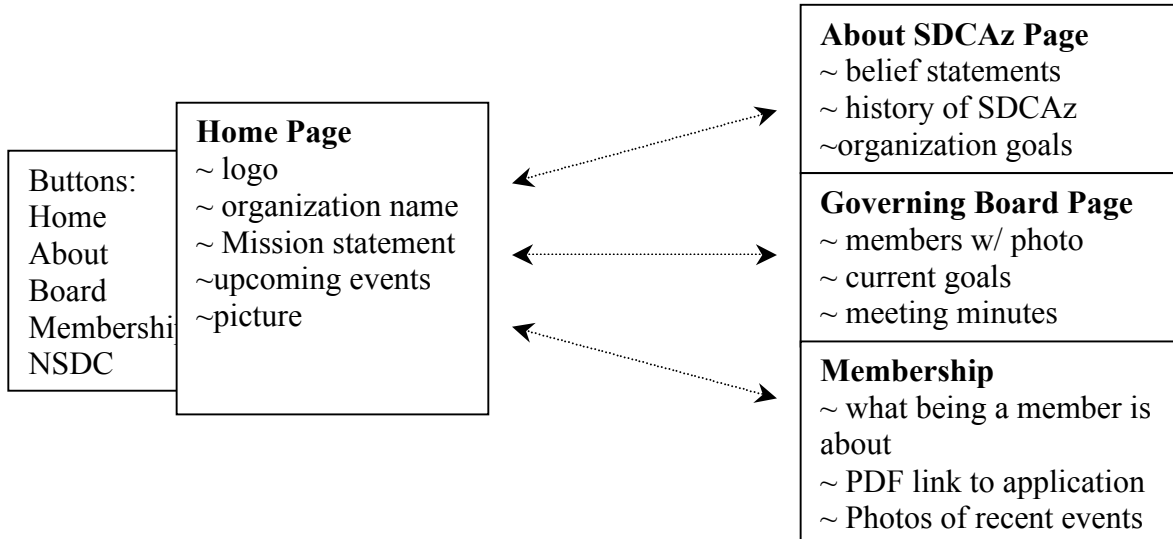 Buttons:
Home
About
Board
Membership
NSDC
Home Page
~ logo
~ organization name
~ Mission statement
~upcoming events
~picture
About SDCAz Page
~ belief statements
~ history of SDCAz
~organization goals
Governing Board Page
~ members w/ photo
~ current goals
~ meeting minutes
Membership
~ what being a member is
about
~ PDF link to application
~ Photos of recent events